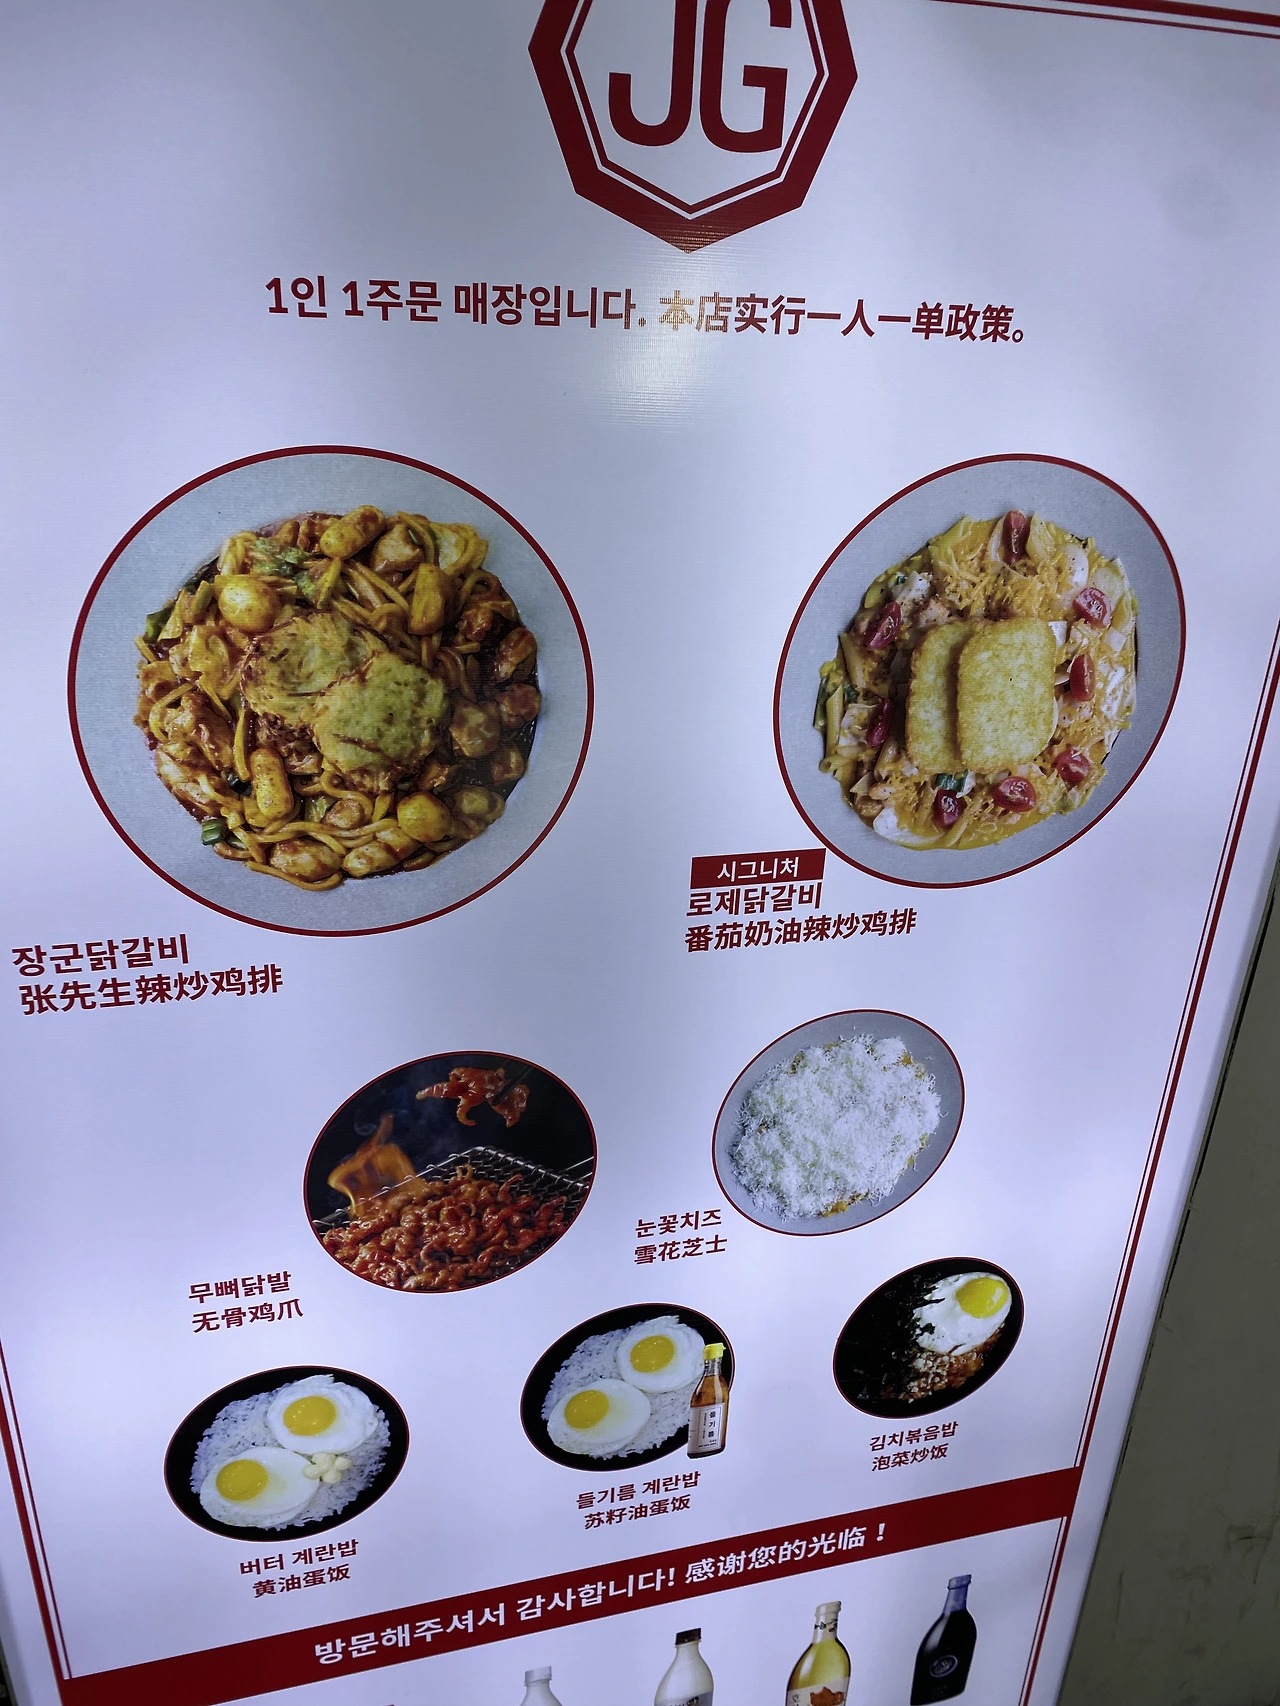 JG
1인 1주문 매장입니다. 本店实行一人一单政策。
장군닭갈비
张先生辣炒鸡排
시그니처
로제닭갈비
番茄奶油辣炒鸡排
무뼈닭발
无骨鸡爪
눈꽃치즈
雪花芝士
버터 계란밥
黄油蛋饭
들기름
들기름 계란밥
苏籽油蛋饭
김치볶음밥
泡菜炒饭
방문해주셔서 감사합니다! 感谢您的光临！